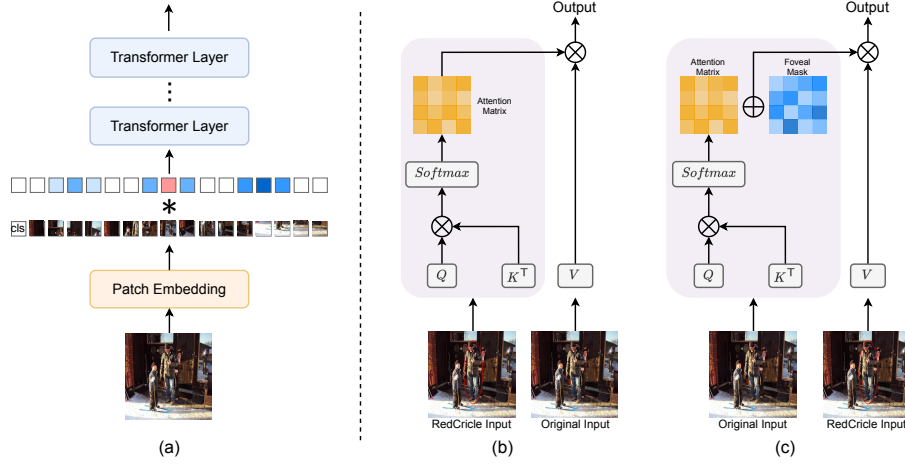 Transformer Layer
Transformer Layer
*
cls
Patch Embedding
(a)
Output
Attention
Matrix
Softmax
Q
K⊤
V
RedCricle Input
Original Input
(b)
Output
Attention
Matrix
Foveal
Mask
Softmax
Q
K⊤
V
Original Input
RedCricle Input
(c)